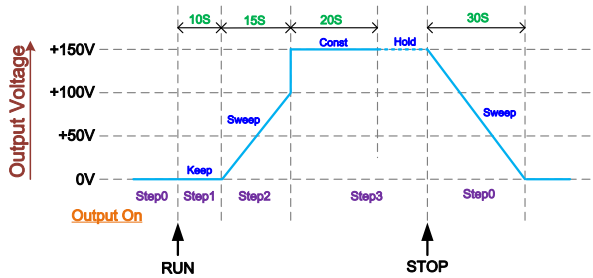 10S 15S 20S 30S
+150V Const Hold
+100V
Sweep Sweep
+50V
Keep
0V
Output Voltage
Step0 Step1 Step2 Step3 Step0
Output On
RUN STOP